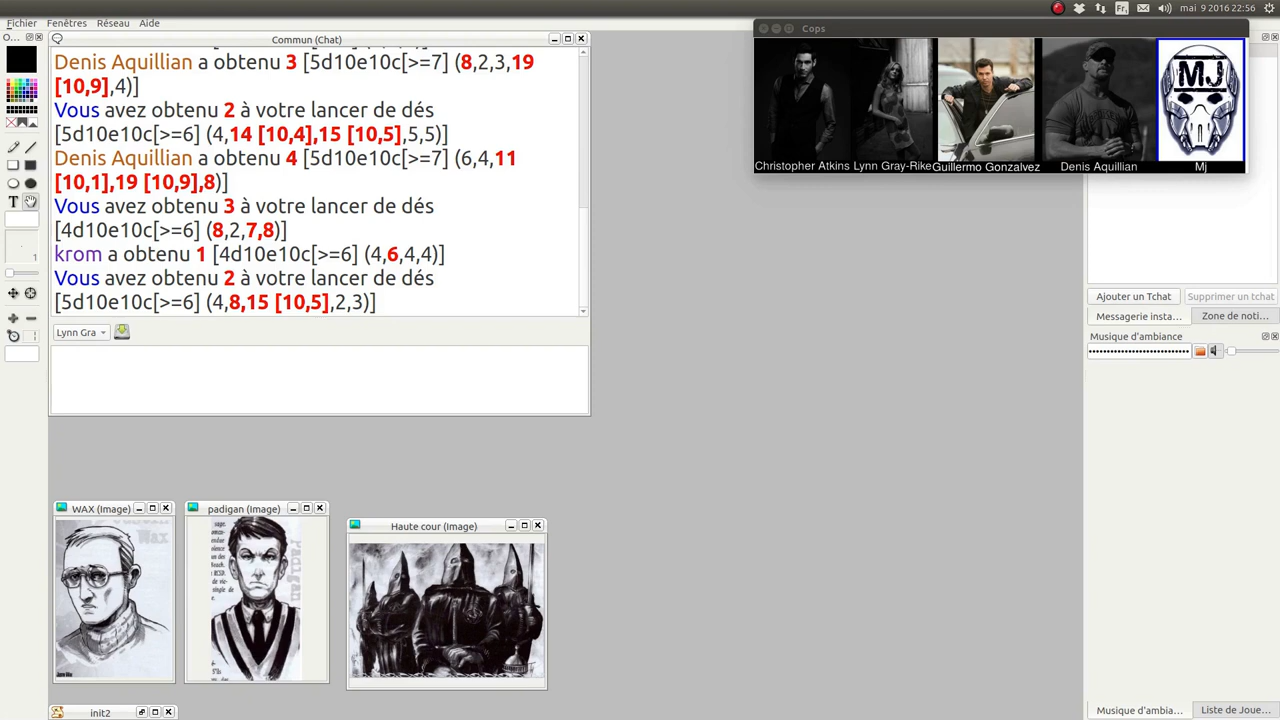 mai 9 2016 22:56
Fr
Fichier Fenêtres Réseau Aide
Commun (Chat)
Denis Aquillian a obtenu 3 [5d10e10c[>=7] (8,2,3,19
[10,9],4)]
Vous avez obtenu 2 à votre lancer de dés
[5d10e10c[>=6] (4,14 [10,4],15 [10,5],5,5)]
Denis Aquillian a obtenu 4 [5d10e10c[>=7] (6,4,11
[10,1],19 [10,9],8)]
Vous avez obtenu 3 à votre lancer de dés
[4d10e10c[>=6] (8,2,7,8)]
krom a obtenu 1 [4d10e10c[>=6] (4,6,4,4)]
Vous avez obtenu 2 à votre lancer de dés
[5d10e10c[>=6] (4,8,15 [10,5],2,3)]
Lynn Gra
O...
T
1
Cops
MJ
Christopher Atkins Lynn Gray-Rike Guillermo Gonzalvez Denis Aquillian Mj
Ajouter un Tchat Supprimer un tchat
Messagerie insta... Zone de noti...
Musique d'ambiance
WAX (Image)
padigan (Image)
Haute cour (Image)
Wax
init2
Musique d'ambia... Liste de Joue...